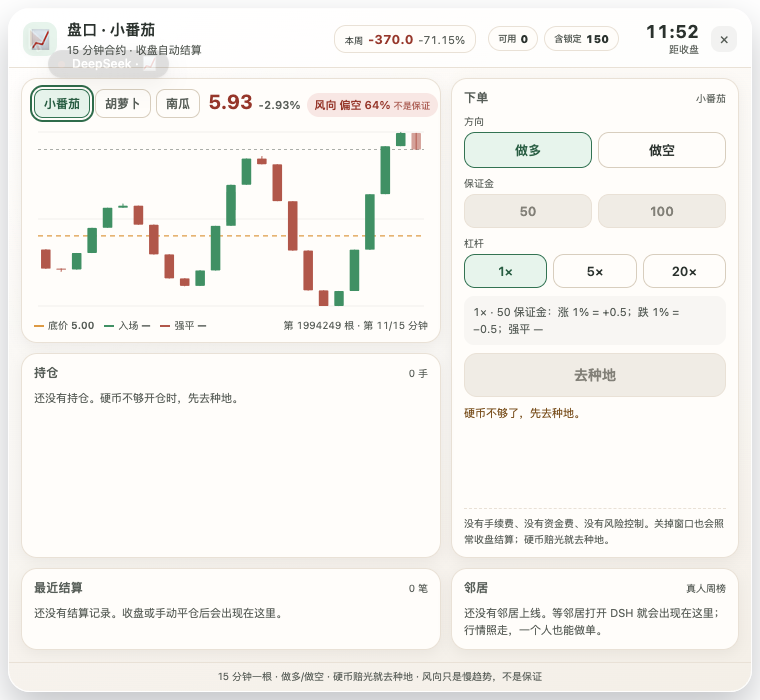 盘口 · 小番茄
15 分钟合约 · 收盘自动结算
DeepSeek ·
本周 -370.0 -71.15%
可用 0
含锁定 150
11:52
距收盘
×
小番茄
胡萝卜
南瓜
5.93 -2.93%
风向 偏空 64% 不是保证
底价 5.00
入场 —
强平 —
第 1994249 根 · 第 11/15 分钟
下单
小番茄
方向
做多
做空
保证金
50
100
杠杆
1×
5×
20×
1× · 50 保证金：涨 1% = +0.5；跌 1% =
−0.5；强平 —
去种地
硬币不够了，先去种地。
没有手续费、没有资金费、没有风险控制。关掉窗口也会照
常收盘结算；硬币赔光就去种地。
持仓
0 手
还没有持仓。硬币不够开仓时，先去种地。
最近结算
0 笔
还没有结算记录。收盘或手动平仓后会出现在这里。
邻居
真人周榜
还没有邻居上线。等邻居打开 DSH 就会出现在这里；
行情照走，一个人也能做单。
15 分钟一根 · 做多/做空 · 硬币赔光就去种地 · 风向只是慢趋势，不是保证